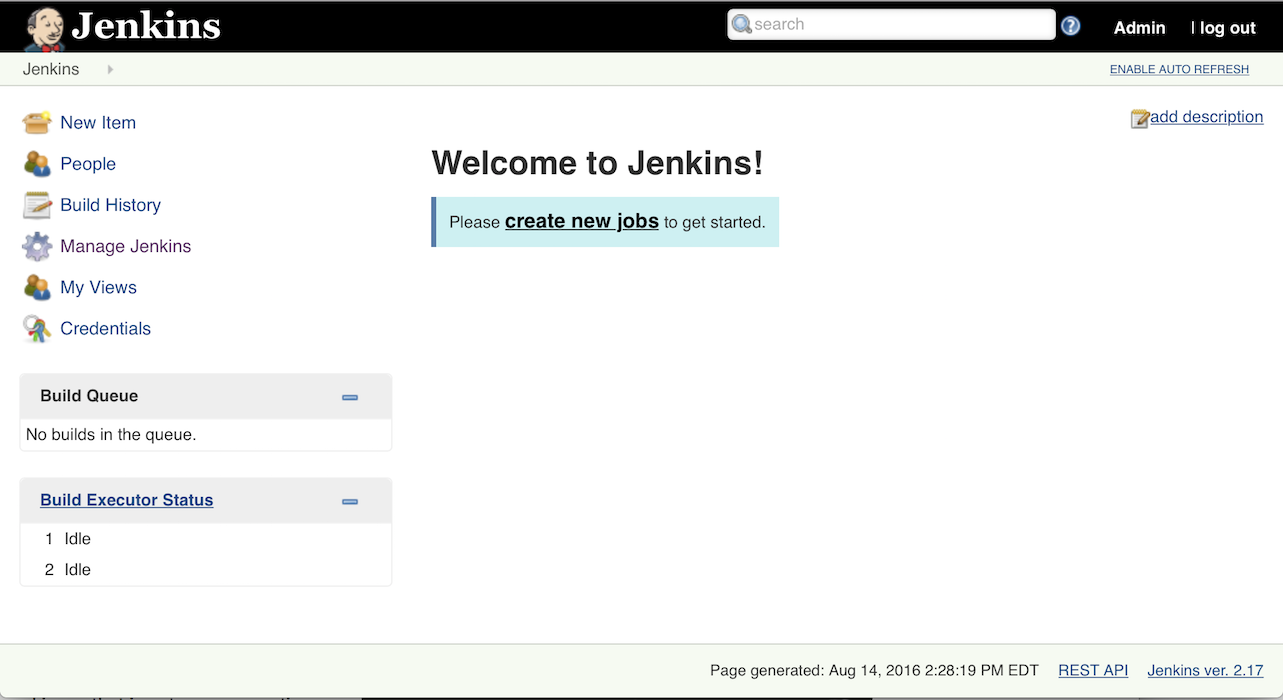 Jenkins
search
?
Admin
| log out
Jenkins
ENABLE AUTO REFRESH
New Item
People
Build History
Manage Jenkins
My Views
Credentials
add description
Welcome to Jenkins!
Please create new jobs to get started.
Build Queue
No builds in the queue.
Build Executor Status
1 Idle
2 Idle
Page generated: Aug 14, 2016 2:28:19 PM EDT
REST API
Jenkins ver. 2.17